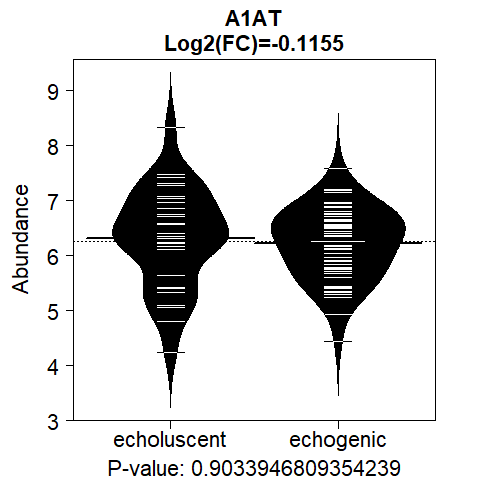 A1AT
Log2(FC)=-0.1155
Abundance
9
8
7
6
5
4
3
echoluscent echogenic
P-value: 0.9033946809354239